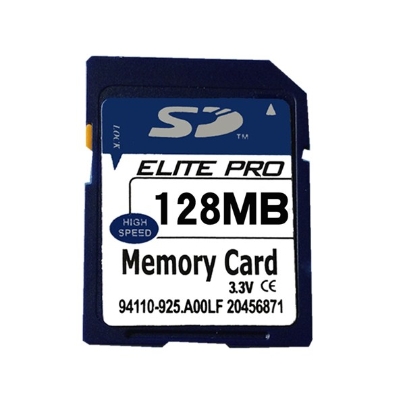 LOCK
SD
TM
ELITE PRO
128MB
HIGH
SPEED
Memory Card
3.3V CE
94110-925.A00LF 20456871